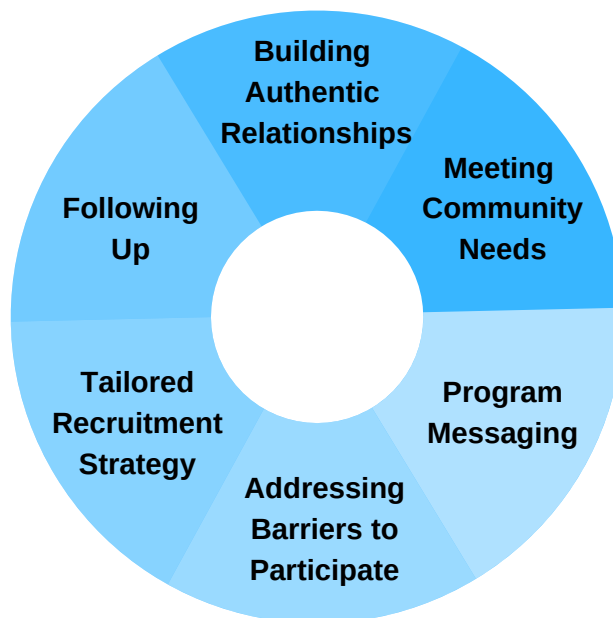 Building
Authentic
Relationships
Meeting
Community
Needs
Program
Messaging
Addressing
Barriers to
Participate
Tailored
Recruitment
Strategy
Following
Up